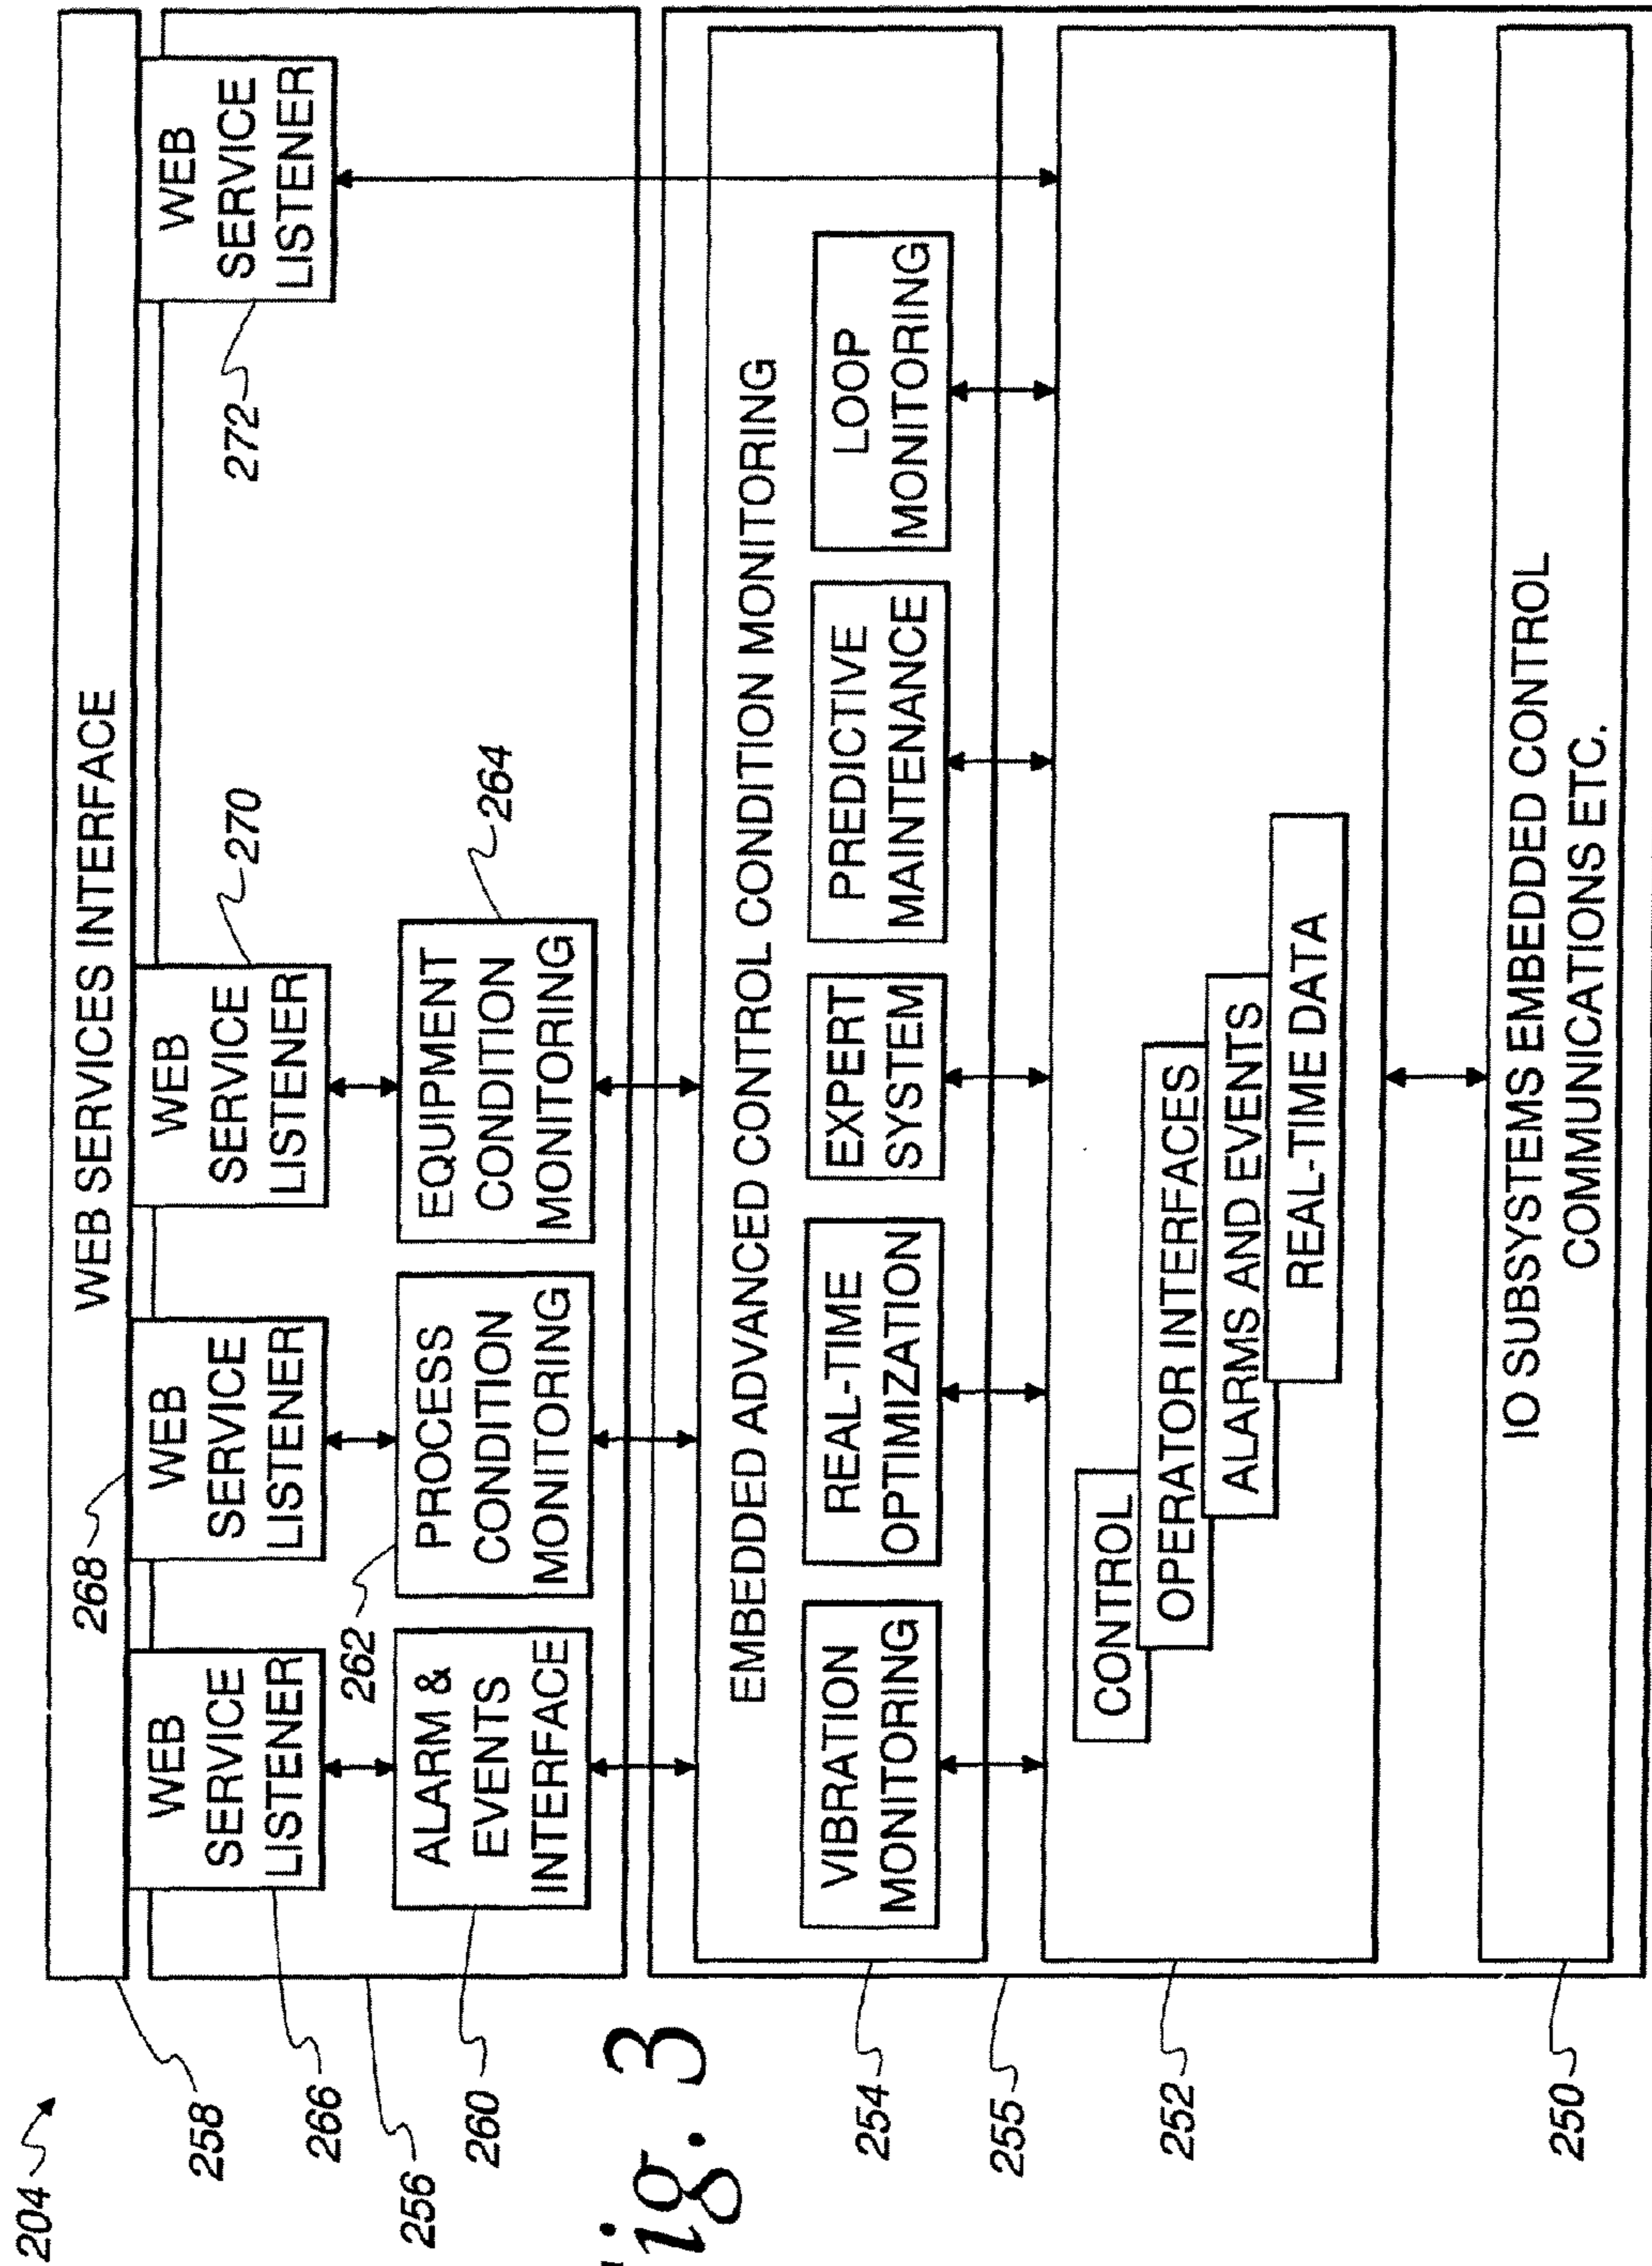 204
WEB SERVICES INTERFACE
258
268
WEB
SERVICE
LISTENER
WEB
SERVICE
LISTENER
WEB
SERVICE
LISTENER
WEB
SERVICE
LISTENER
266
270
272
256
262
264
ALARM &
EVENTS
INTERFACE
PROCESS
CONDITION
MONITORING
EQUIPMENT
CONDITION
MONITORING
260
ig. 3
EMBEDDED ADVANCED CONTROL CONDITION MONITORING
VIBRATION
MONITORING
REAL-TIME
OPTIMIZATION
EXPERT
SYSTEM
PREDICTIVE
MAINTENANCE
LOOP
MONITORING
254
255
CONTROL
OPERATOR INTERFACES
ALARMS AND EVENTS
REAL-TIME DATA
252
IO SUBSYSTEMS EMBEDDED CONTROL
COMMUNICATIONS ETC.
250